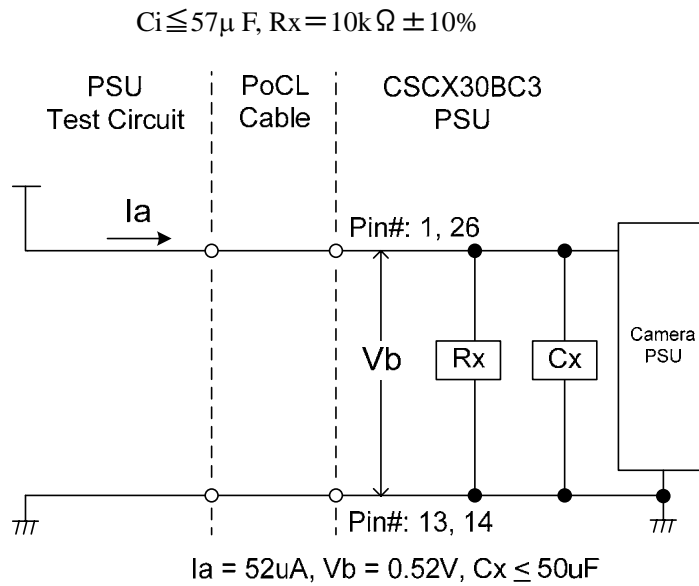 Ci≦57μF, Rx＝10kΩ±10%
PSU
Test Circuit
PoCL
Cable
CSCX30BC3
PSU
Ia
Pin#: 1, 26
Vb
Rx
Cx
Camera
PSU
Pin#: 13, 14
Ia = 52uA, Vb = 0.52V, Cx ≤ 50uF